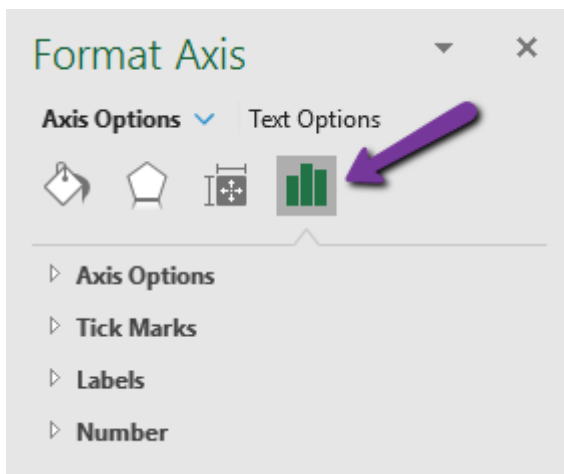 Format Axis
Axis Options Text Options
Axis Options
Tick Marks
Labels
Number